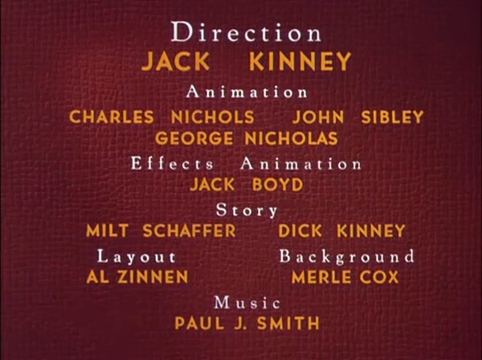 Direction
JACK KINNEY
Animation
CHARLES NICHOLS JOHN SIBLEY
GEORGE NICHOLAS
Effects Animation
JACK BOYD
Story
MILT SCHAFFER DICK KINNEY
Layout Background
AL ZINNEN MERLE COX
Music
PAUL J. SMITH